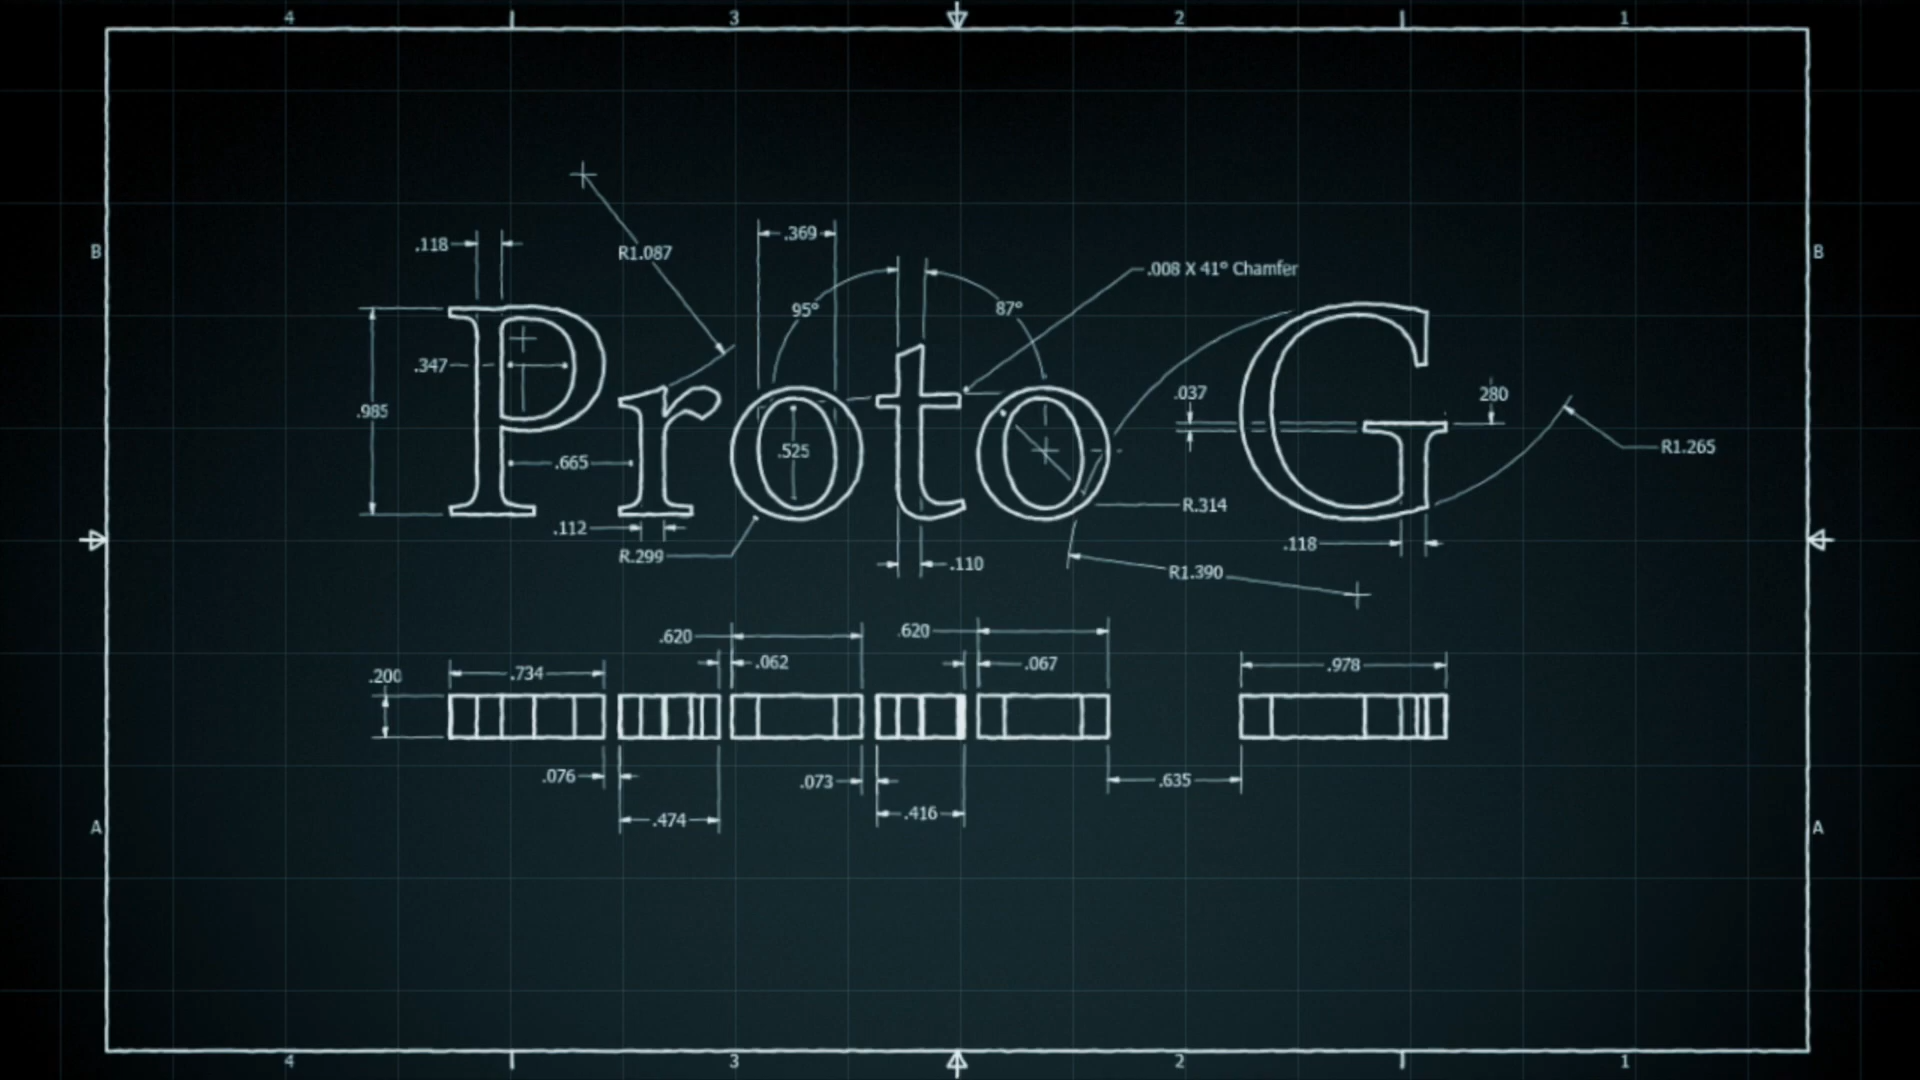 4 3 2 1
B B
.118 R1.087 .369
.008 X 41° Chamfer
95° 87°
Proto G
.347
.037 280
.985
.665 .525 R1.265
R.314
.112 R.299 .110 .118
R1.390
.620 .620
.062 .067 .978
.200 .734
.076 .073 .635
.474 .416
A A
4 3 2 1